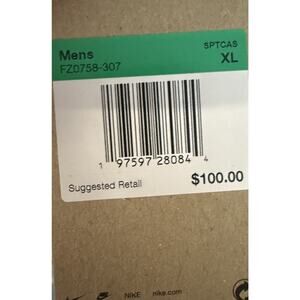 Mens SPTCAS
FZ0758-307 XL
1 97597 28084 4
Suggested Retail $100.00
NIKE nike.com